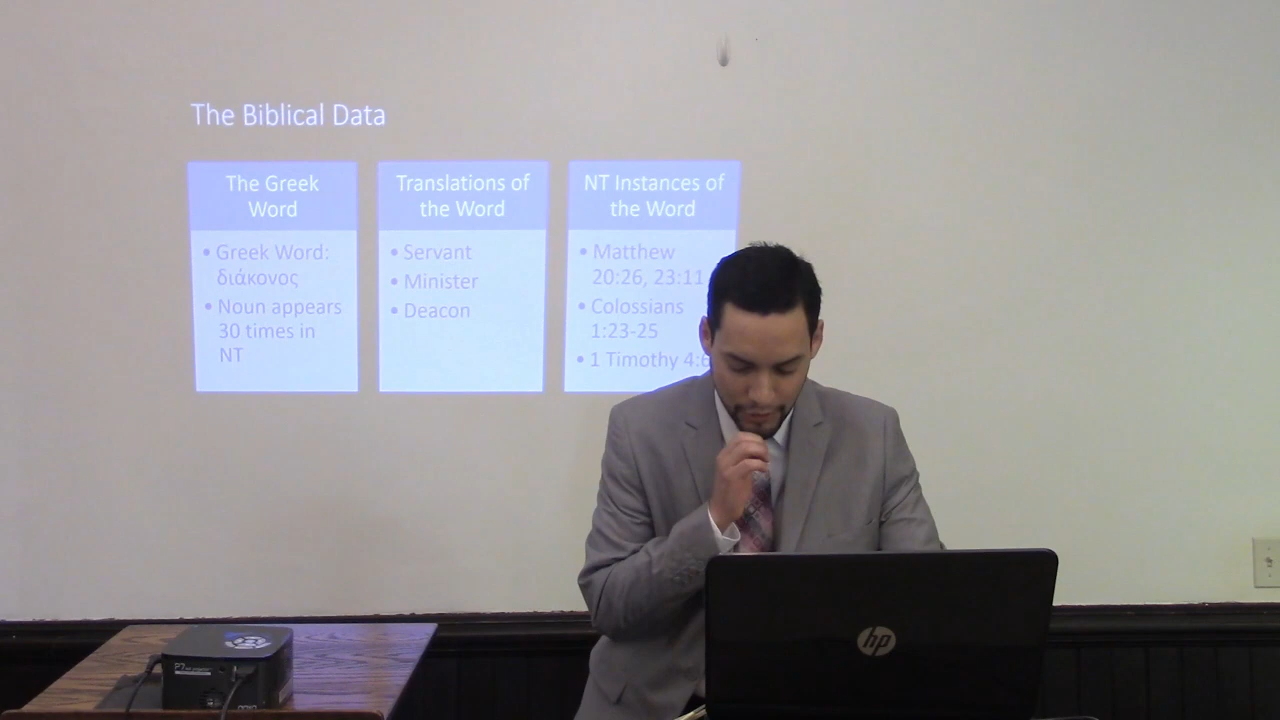 The Biblical Data
The Greek
Word
• Greek Word:
διάκονος
• Noun appears
30 times in
NT
Translations of
the Word
• Servant
• Minister
• Deacon
NT Instances of
the Word
• Matthew
20:26, 23:11
• Colossians
1:23-25
• 1 Timothy 4:6
hp
P7